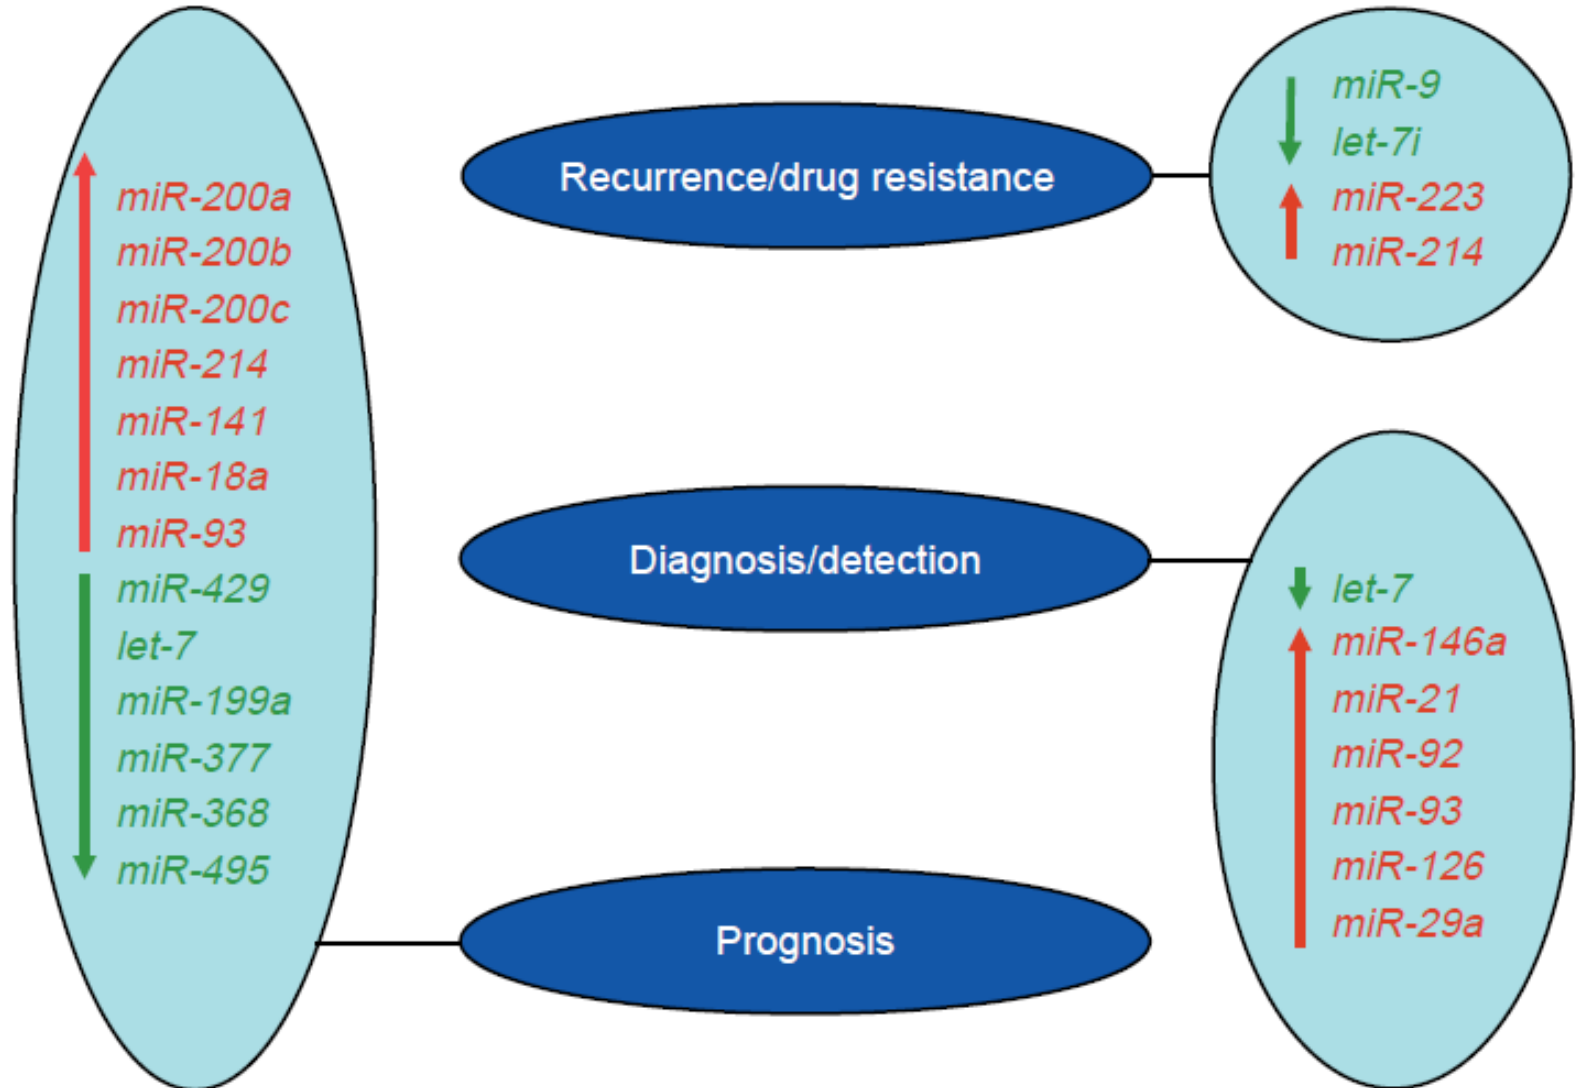 miR-200a
miR-200b
miR-200c
miR-214
miR-141
miR-18a
miR-93
miR-429
let-7
miR-199a
miR-377
miR-368
miR-495
Recurrence/drug resistance
Diagnosis/detection
Prognosis
miR-9
let-7i
miR-223
miR-214
let-7
miR-146a
miR-21
miR-92
miR-93
miR-126
miR-29a